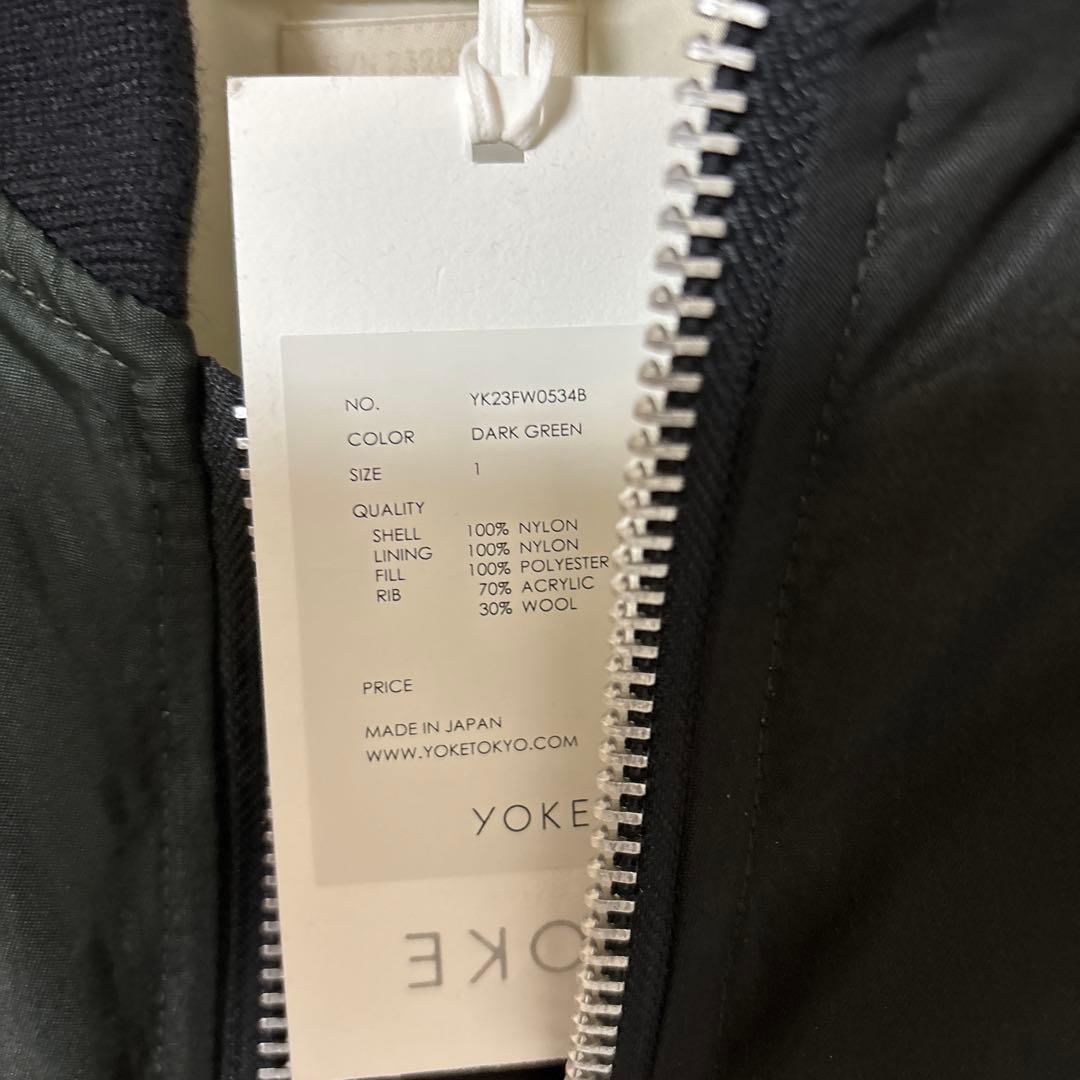 NO. YK23FW0534B
COLOR DARK GREEN
SIZE 1
QUALITY
SHELL 100% NYLON
LINING 100% NYLON
FILL 100% POLYESTER
RIB 70% ACRYLIC
30% WOOL
PRICE
MADE IN JAPAN
WWW.YOKETOKYO.COM
YOKE
OKE